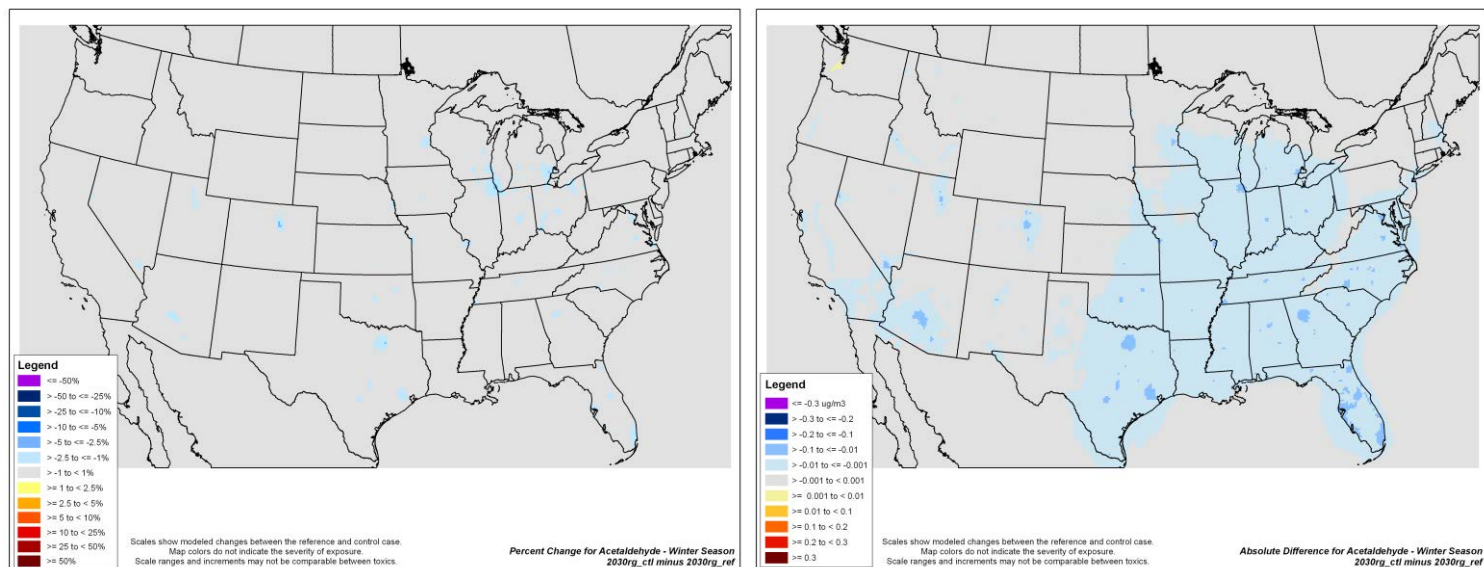 Legend
<= -50%
> -50 to <= -25%
> -25 to <= -10%
> -10 to <= -5%
> -5 to <= -2.5%
> -2.5 to <= -1%
> -1 to < 1%
>= 1 to < 2.5%
>= 2.5 to < 5%
>= 5 to < 10%
>= 10 to < 25%
>= 25 to < 50%
>= 50%
Scales show modeled changes between the reference and control case.
Map colors do not indicate the severity of exposure.
Scale ranges and increments may not be comparable between toxics.
Percent Change for Acetaldehyde - Winter Season
2030rg_ctl minus 2030rg_ref
Legend
<= -0.3 ug/m3
> -0.3 to <= -0.2
> -0.2 to <= -0.1
> -0.1 to <= -0.01
> -0.01 to <= -0.001
> -0.001 to < 0.001
>= 0.001 to < 0.01
>= 0.01 to < 0.1
>= 0.1 to < 0.2
>= 0.2 to < 0.3
>= 0.3
Scales show modeled changes between the reference and control case.
Map colors do not indicate the severity of exposure.
Scale ranges and increments may not be comparable between toxics.
Absolute Difference for Acetaldehyde - Winter Season
2030rg_ctl minus 2030rg_ref